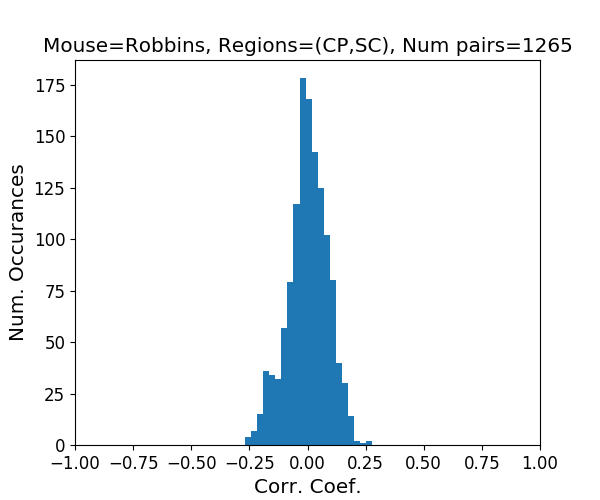 Mouse=Robbins, Regions=(CP,SC), Num pairs=1265
Num. Occurances
175
150
125
100
75
50
25
0
−1.00 −0.75 −0.50 −0.25 0.00 0.25 0.50 0.75 1.00
Corr. Coef.